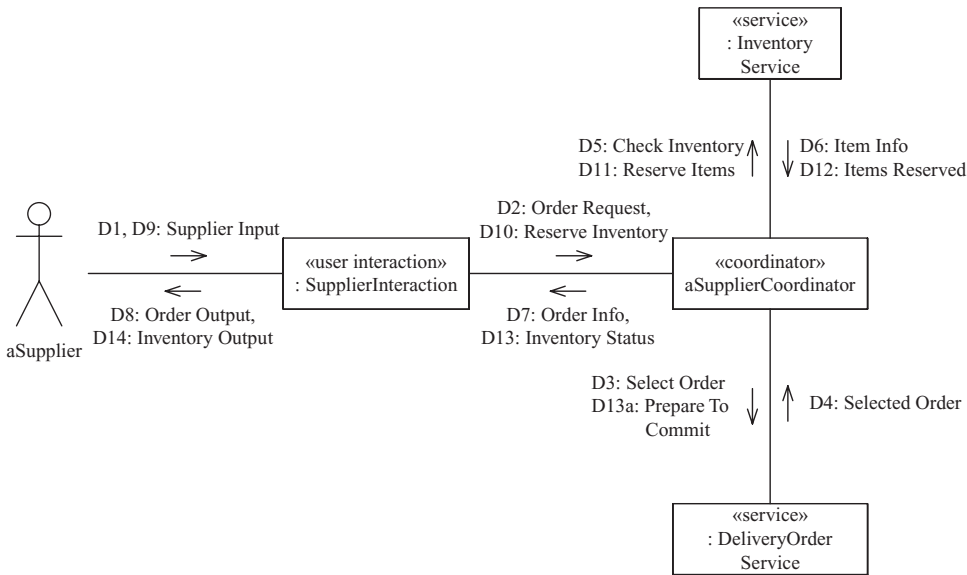 «service»
: Inventory
Service
D5: Check Inventory
D11: Reserve Items
D6: Item Info
D12: Items Reserved
D1, D9: Supplier Input
D2: Order Request,
D10: Reserve Inventory
«user interaction»
: SupplierInteraction
«coordinator»
aSupplierCoordinator
D8: Order Output,
D14: Inventory Output
D7: Order Info,
D13: Inventory Status
aSupplier
D3: Select Order
D13a: Prepare To
Commit
D4: Selected Order
«service»
: DeliveryOrder
Service